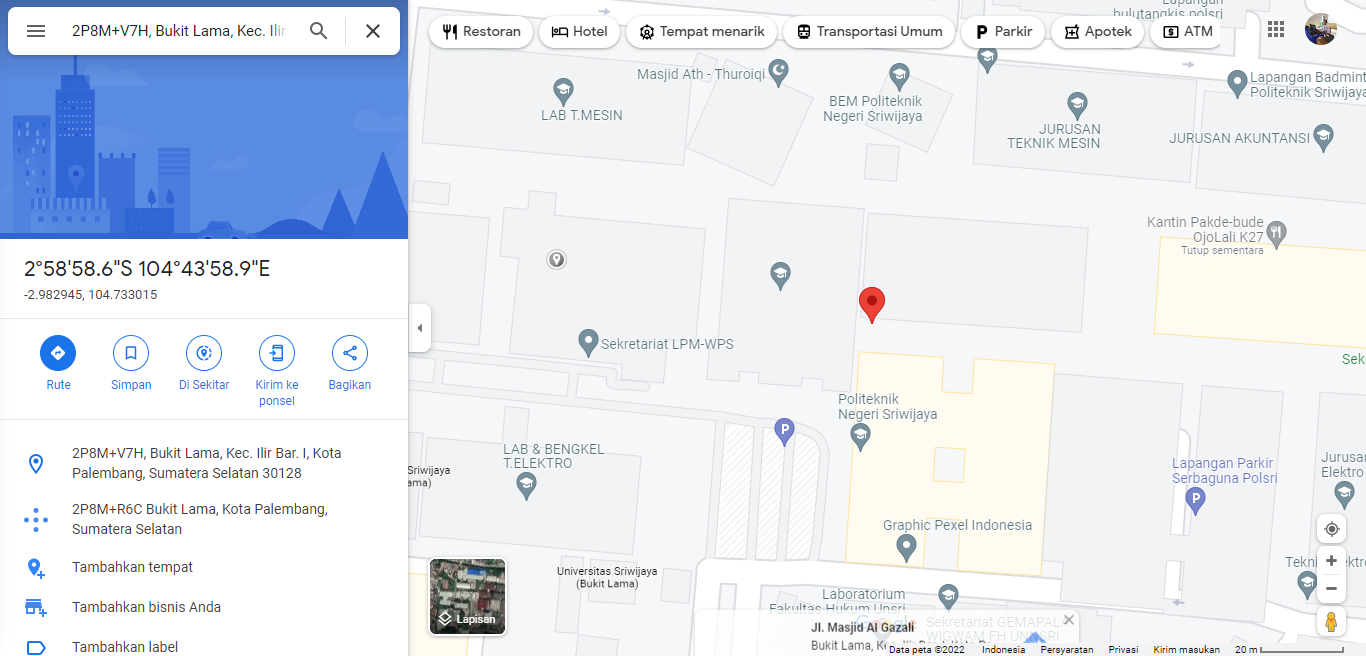 2P8M+V7H, Bukit Lama, Kec. Ilir
2°58'58.6"S 104°43'58.9"E
-2.982945, 104.733015
Rute
Simpan
Di Sekitar
Kirim ke
ponsel
Bagikan
2P8M+V7H, Bukit Lama, Kec. Ilir Bar. I, Kota
Palembang, Sumatera Selatan 30128
2P8M+R6C Bukit Lama, Kota Palembang,
Sumatera Selatan
Tambahkan tempat
Tambahkan bisnis Anda
Tambahkan label
Restoran
Hotel
Tempat menarik
Transportasi Umum
Parkir
Apotek
ATM
Lapangan
bulutangkis polsri
Masjid Ath - Thuroiqi
LAB T.MESIN
BEM Politeknik
Negeri Sriwijaya
JURUSAN
TEKNIK MESIN
Lapangan Badmint
Politeknik Sriwijaya
JURUSAN AKUNTANSI
Kantin Pakde-bude
OjoLali K27
Tutup sementara
Sekretariat LPM-WPS
Sek
Politeknik
Negeri Sriwijaya
P
LAB & BENGKEL
T.ELEKTRO
Sriwijaya
ama)
Lapangan Parkir
Serbaguna Polsri
P
Jurusa
Elektro
Graphic Pexel Indonesia
Universitas Sriwijaya
(Bukit Lama)
Laboratorium
Fakultas Hukum Unsri
Sekretariat GEMAPALA
WIGWAM FH UNSRI
Lapisan
Google
Jl. Masjid Al Gazali
Data peta ©2022
Indonesia
Persyaratan
Privasi
Kirim masukan
20 m